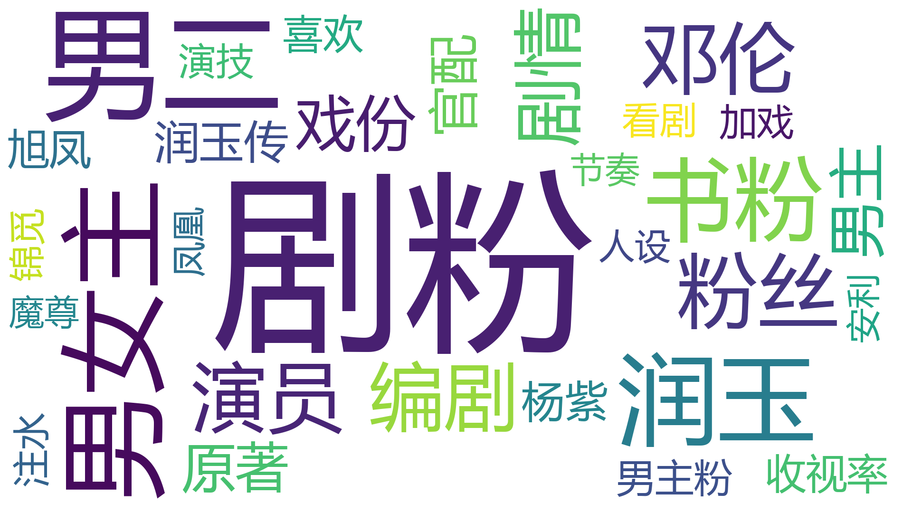 男二
演技
喜欢
官配
剧情
邓伦
旭凤
润玉传
戏份
看剧
加戏
节奏
书粉
男主
锦觅
男女主
凤凰
剧粉
人设
粉丝
安利
魔尊
演员
编剧
杨紫
润玉
注水
原著
男主粉
收视率